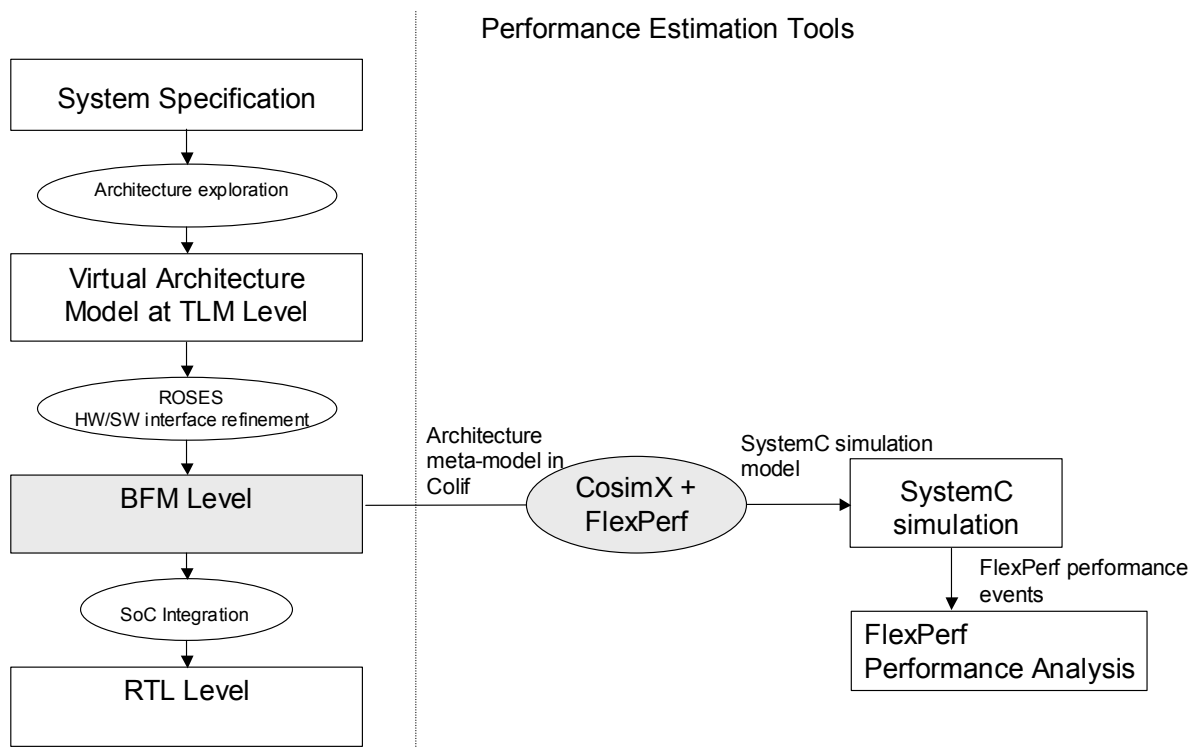 Performance Estimation Tools
System Specification
Architecture exploration
Virtual Architecture
Model at TLM Level
ROSES
HW/SW interface refinement
BFM Level
SoC Integration
RTL Level
Architecture
meta-model in
Colif
CosimX +
FlexPerf
SystemC simulation
model
SystemC
simulation
FlexPerf performance
events
FlexPerf
Performance Analysis